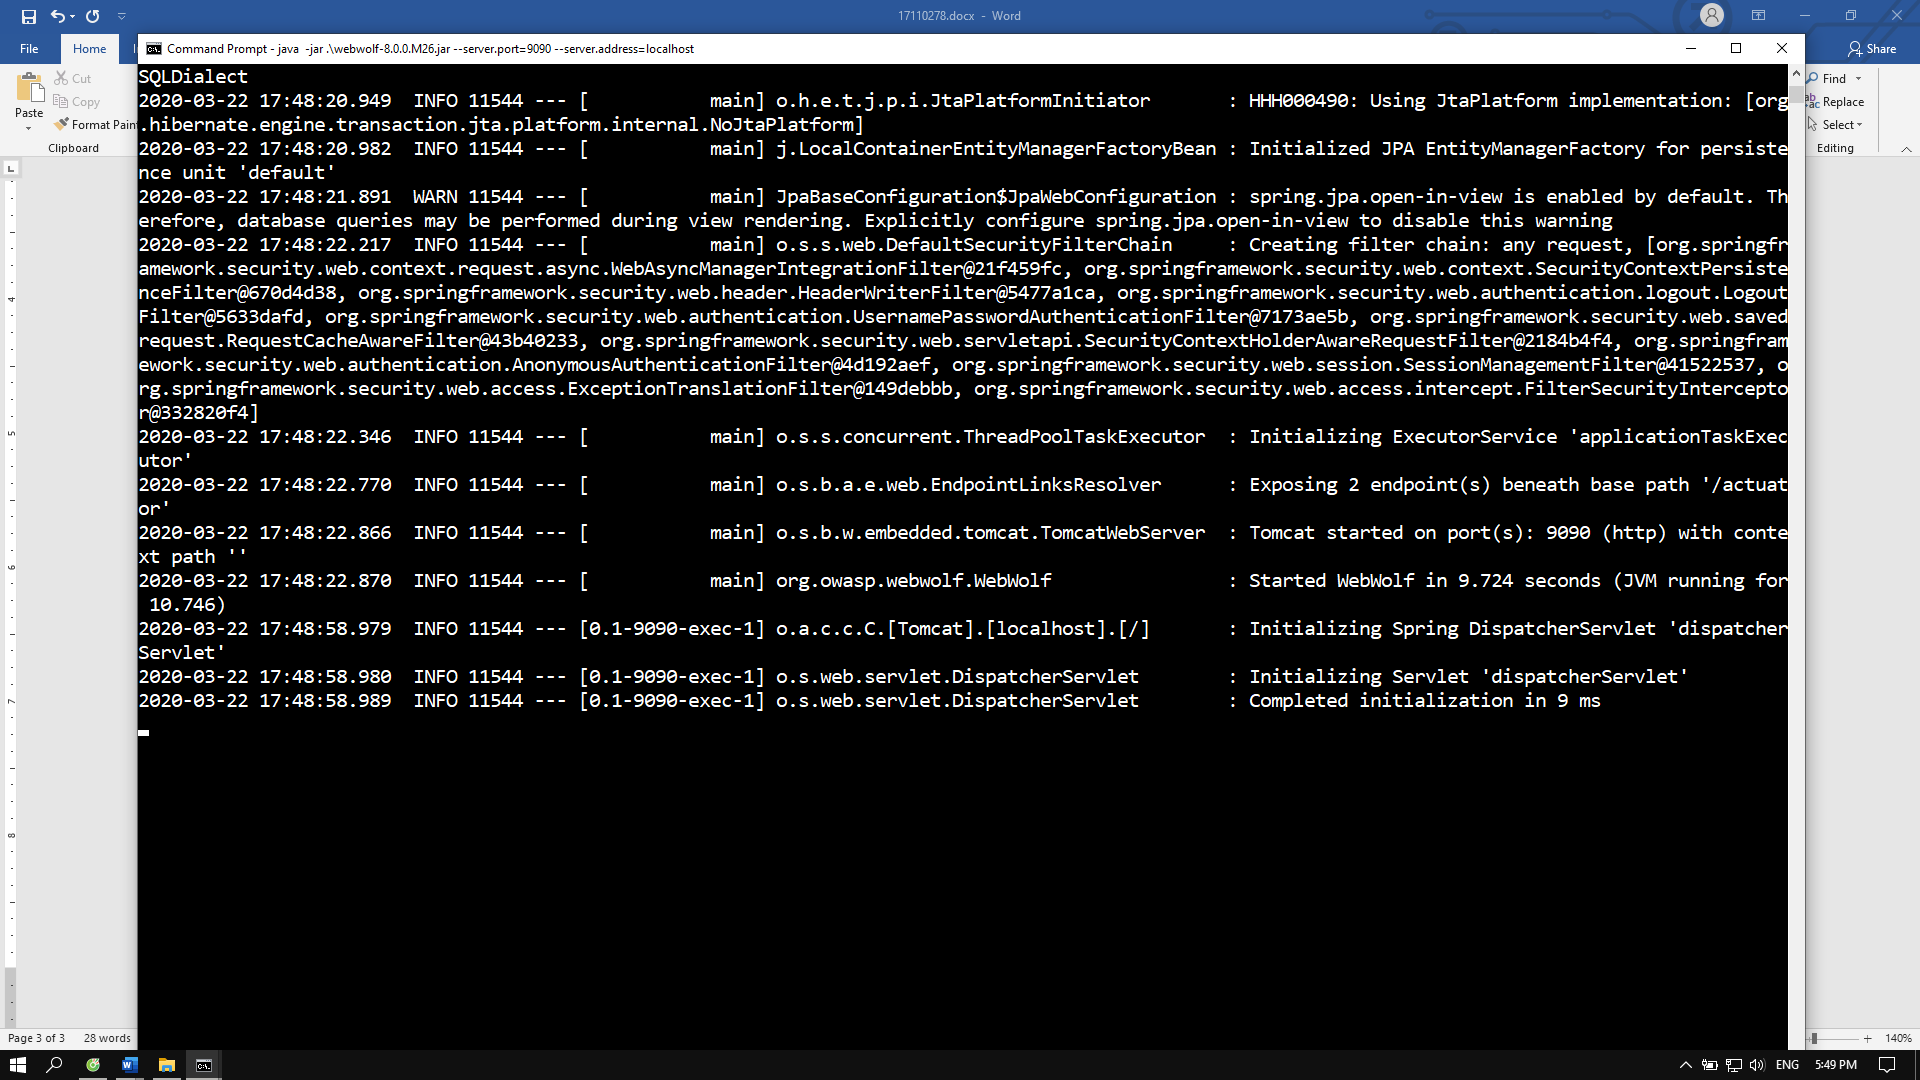 17110278.docx - Word
File
Home
Share
Command Prompt - java -jar .\webwolf-8.0.0.M26.jar --server.port=9090 --server.address=localhost
Paste
Cut
Copy
Format Pain
Clipboard
Find
Replace
Select
Editing
SQLDialect
2020-03-22 17:48:20.949  INFO 11544 --- [           main] o.h.e.t.j.p.i.JtaPlatformInitiator       : HHH000490: Using JtaPlatform implementation: [org
.hibernate.engine.transaction.jta.platform.internal.NoJtaPlatform]
2020-03-22 17:48:20.982  INFO 11544 --- [           main] j.LocalContainerEntityManagerFactoryBean : Initialized JPA EntityManagerFactory for persiste
nce unit 'default'
2020-03-22 17:48:21.891  WARN 11544 --- [           main] JpaBaseConfiguration$JpaWebConfiguration : spring.jpa.open-in-view is enabled by default. Th
erefore, database queries may be performed during view rendering. Explicitly configure spring.jpa.open-in-view to disable this warning
2020-03-22 17:48:22.217  INFO 11544 --- [           main] o.s.s.web.DefaultSecurityFilterChain     : Creating filter chain: any request, [org.springfr
amework.security.web.context.request.async.WebAsyncManagerIntegrationFilter@21f459fc, org.springframework.security.web.context.SecurityContextPersiste
nceFilter@670d4d38, org.springframework.security.web.header.HeaderWriterFilter@5477a1ca, org.springframework.security.web.authentication.logout.Logout
Filter@5633dafd, org.springframework.security.web.authentication.UsernamePasswordAuthenticationFilter@7173ae5b, org.springframework.security.web.saved
request.RequestCacheAwareFilter@43b40233, org.springframework.security.web.servletapi.SecurityContextHolderAwareRequestFilter@2184b4f4, org.springfram
ework.security.web.authentication.AnonymousAuthenticationFilter@4d192aef, org.springframework.security.web.session.SessionManagementFilter@41522537, o
rg.springframework.security.web.access.ExceptionTranslationFilter@149debbb, org.springframework.security.web.access.intercept.FilterSecurityIntercepto
r@332820f4]
2020-03-22 17:48:22.346  INFO 11544 --- [           main] o.s.s.concurrent.ThreadPoolTaskExecutor  : Initializing ExecutorService 'applicationTaskExec
utor'
2020-03-22 17:48:22.770  INFO 11544 --- [           main] o.s.b.a.e.web.EndpointLinksResolver      : Exposing 2 endpoint(s) beneath base path '/actuat
or'
2020-03-22 17:48:22.866  INFO 11544 --- [           main] o.s.b.w.embedded.tomcat.TomcatWebServer  : Tomcat started on port(s): 9090 (http) with conte
xt path ''
2020-03-22 17:48:22.870  INFO 11544 --- [           main] org.owasp.webwolf.WebWolf                : Started WebWolf in 9.724 seconds (JVM running for
 10.746)
2020-03-22 17:48:58.979  INFO 11544 --- [0.1-9090-exec-1] o.a.c.c.C.[Tomcat].[localhost].[/]       : Initializing Spring DispatcherServlet 'dispatcher
Servlet'
2020-03-22 17:48:58.980  INFO 11544 --- [0.1-9090-exec-1] o.s.web.servlet.DispatcherServlet        : Initializing Servlet 'dispatcherServlet'
2020-03-22 17:48:58.989  INFO 11544 --- [0.1-9090-exec-1] o.s.web.servlet.DispatcherServlet        : Completed initialization in 9 ms
4
5
6
7
8
Page 3 of 3
28 words
140%
ENG
5:49 PM